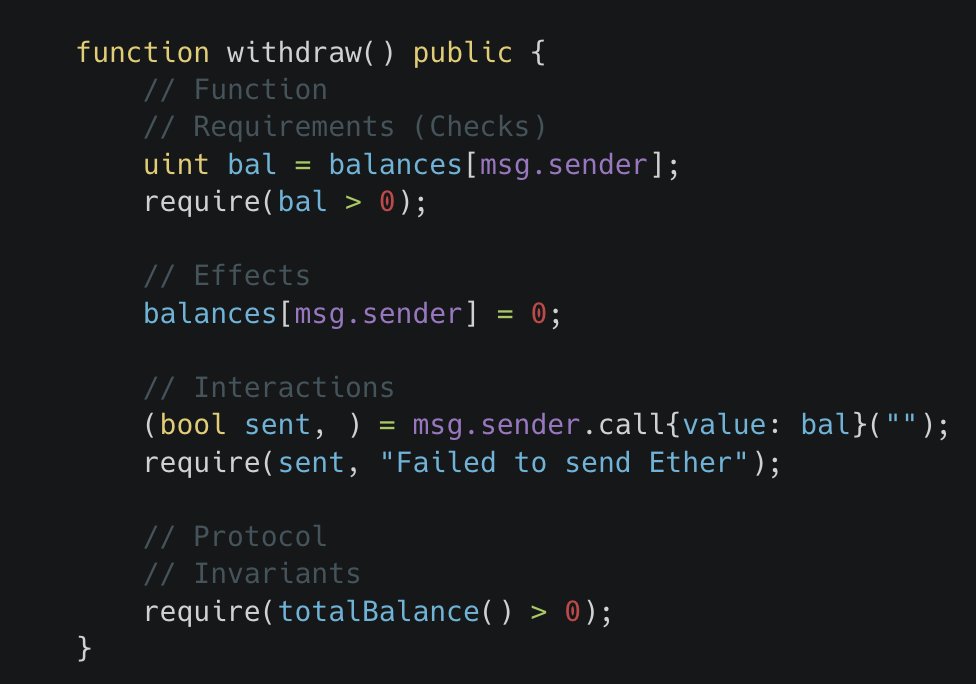 function withdraw() public {
    // Function
    // Requirements (Checks)
    uint bal = balances[msg.sender];
    require(bal > 0);

    // Effects
    balances[msg.sender] = 0;

    // Interactions
    (bool sent, ) = msg.sender.call{value: bal}("");
    require(sent, "Failed to send Ether");

    // Protocol
    // Invariants
    require(totalBalance() > 0);
}